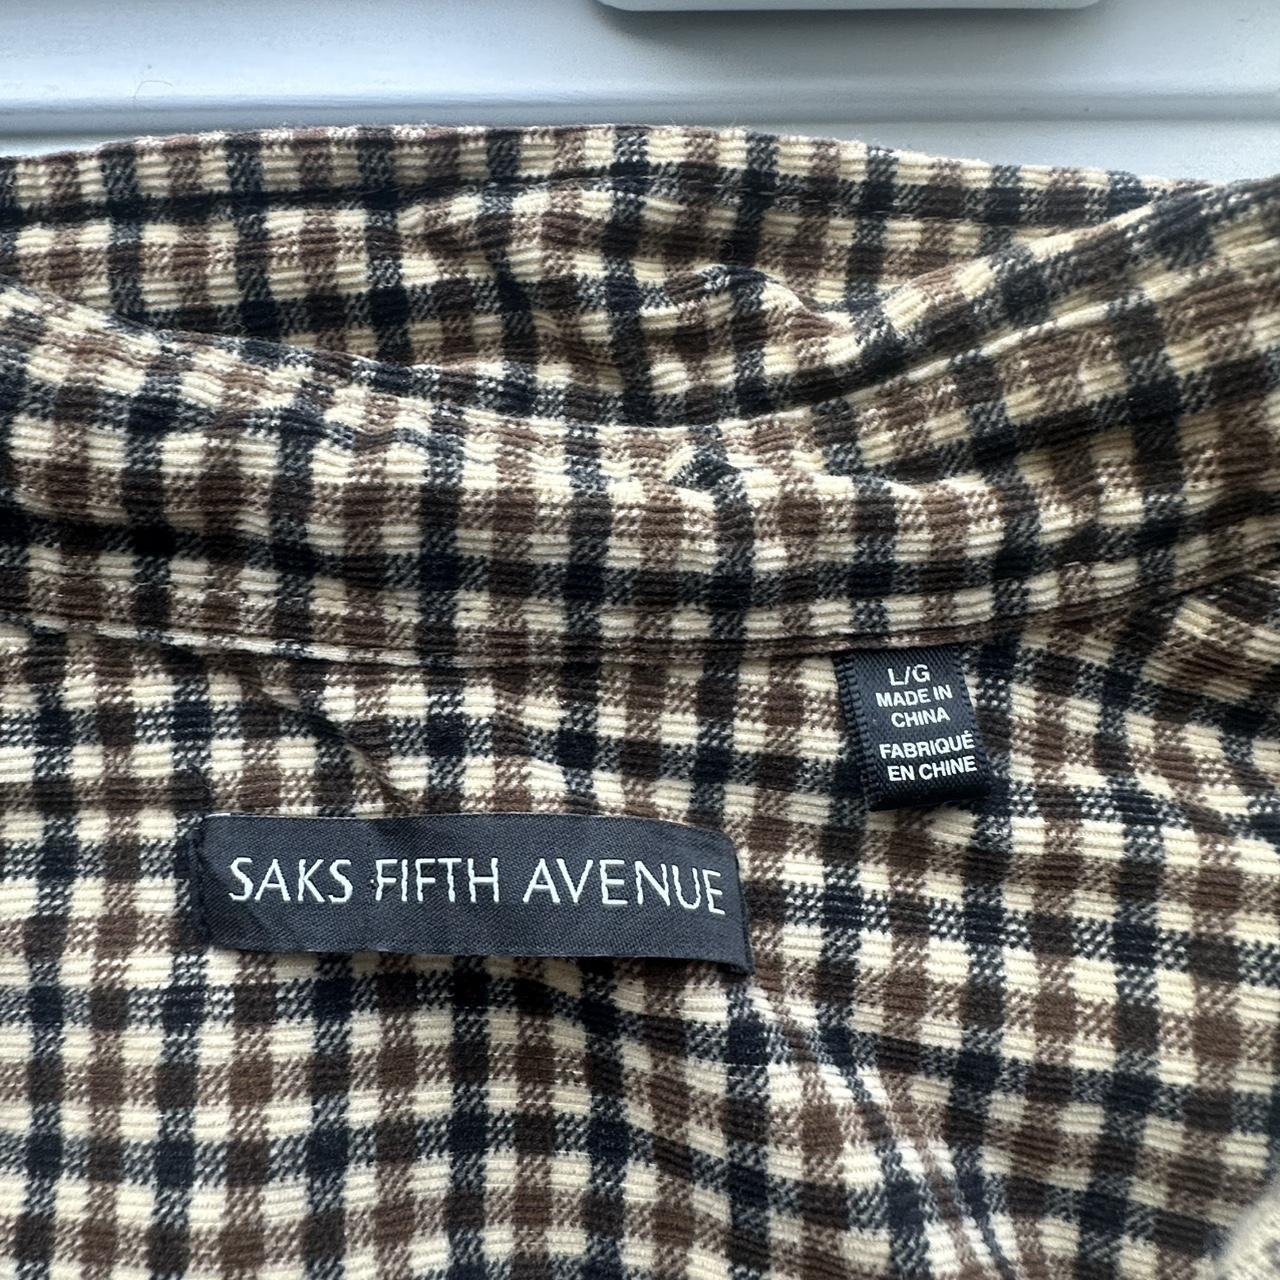 L/G
MADE IN
CHINA
FABRIQUÉ
EN CHINE
SAKS FIFTH AVENUE